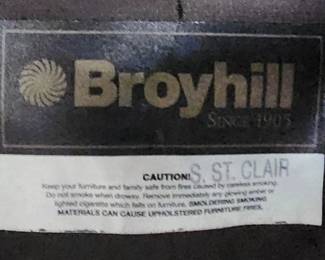 Broyhill
SINCE 1905
CAUTION! S. ST. CLAIR
Keep your furniture and family safe from fires caused by careless smoking.
Do not smoke when drowsy. Remove immediately any glowing ember or
lighted cigarette which falls on furniture. SMOLDERING SMOKING
MATERIALS CAN CAUSE UPHOLSTERED FURNITURE FIRES.